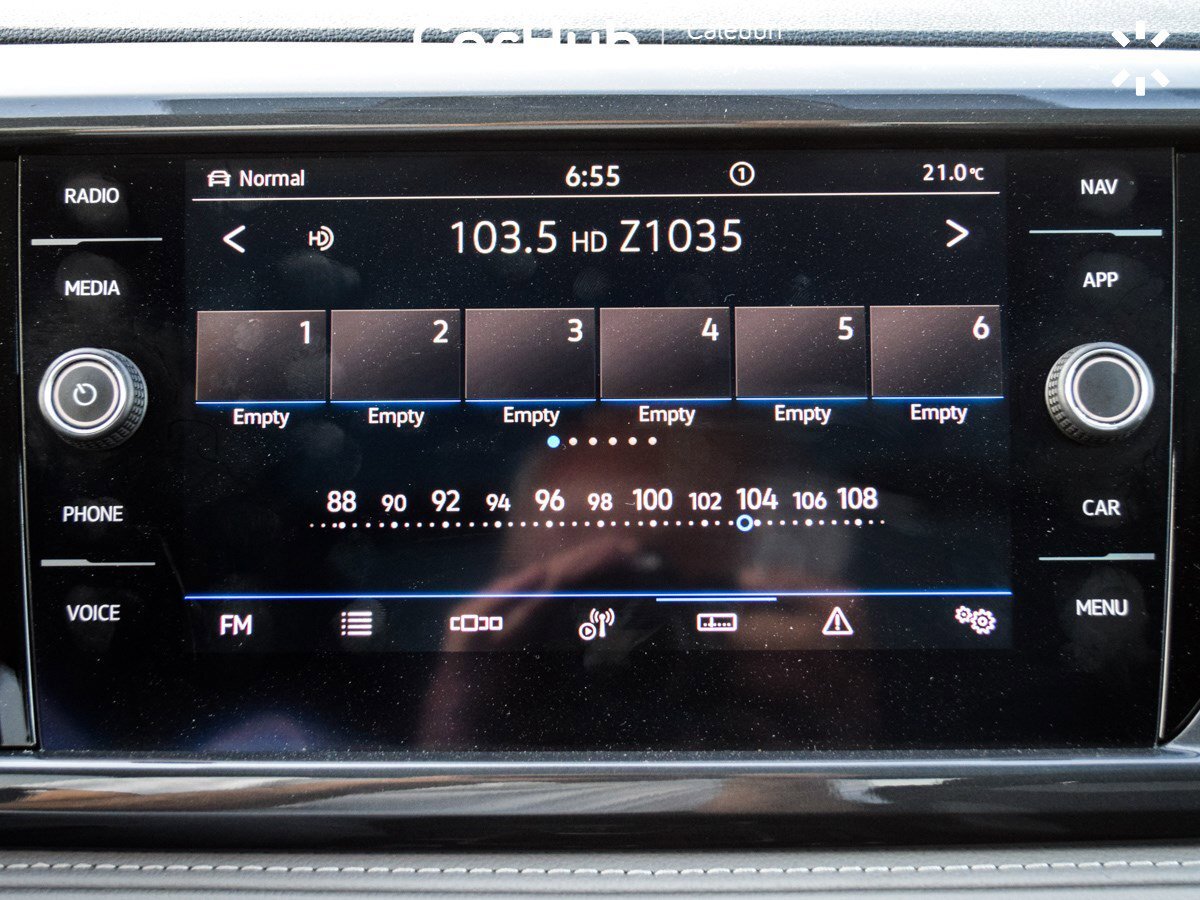 RADIO
MEDIA
PHONE
VOICE
Normal 6:55 1 21.0°C
< HD 103.5 HD Z1035 >
1 2 3 4 5 6
Empty Empty Empty Empty Empty Empty
88 90 92 94 96 98 100 102 104 106 108
FM
NAV
APP
CAR
MENU